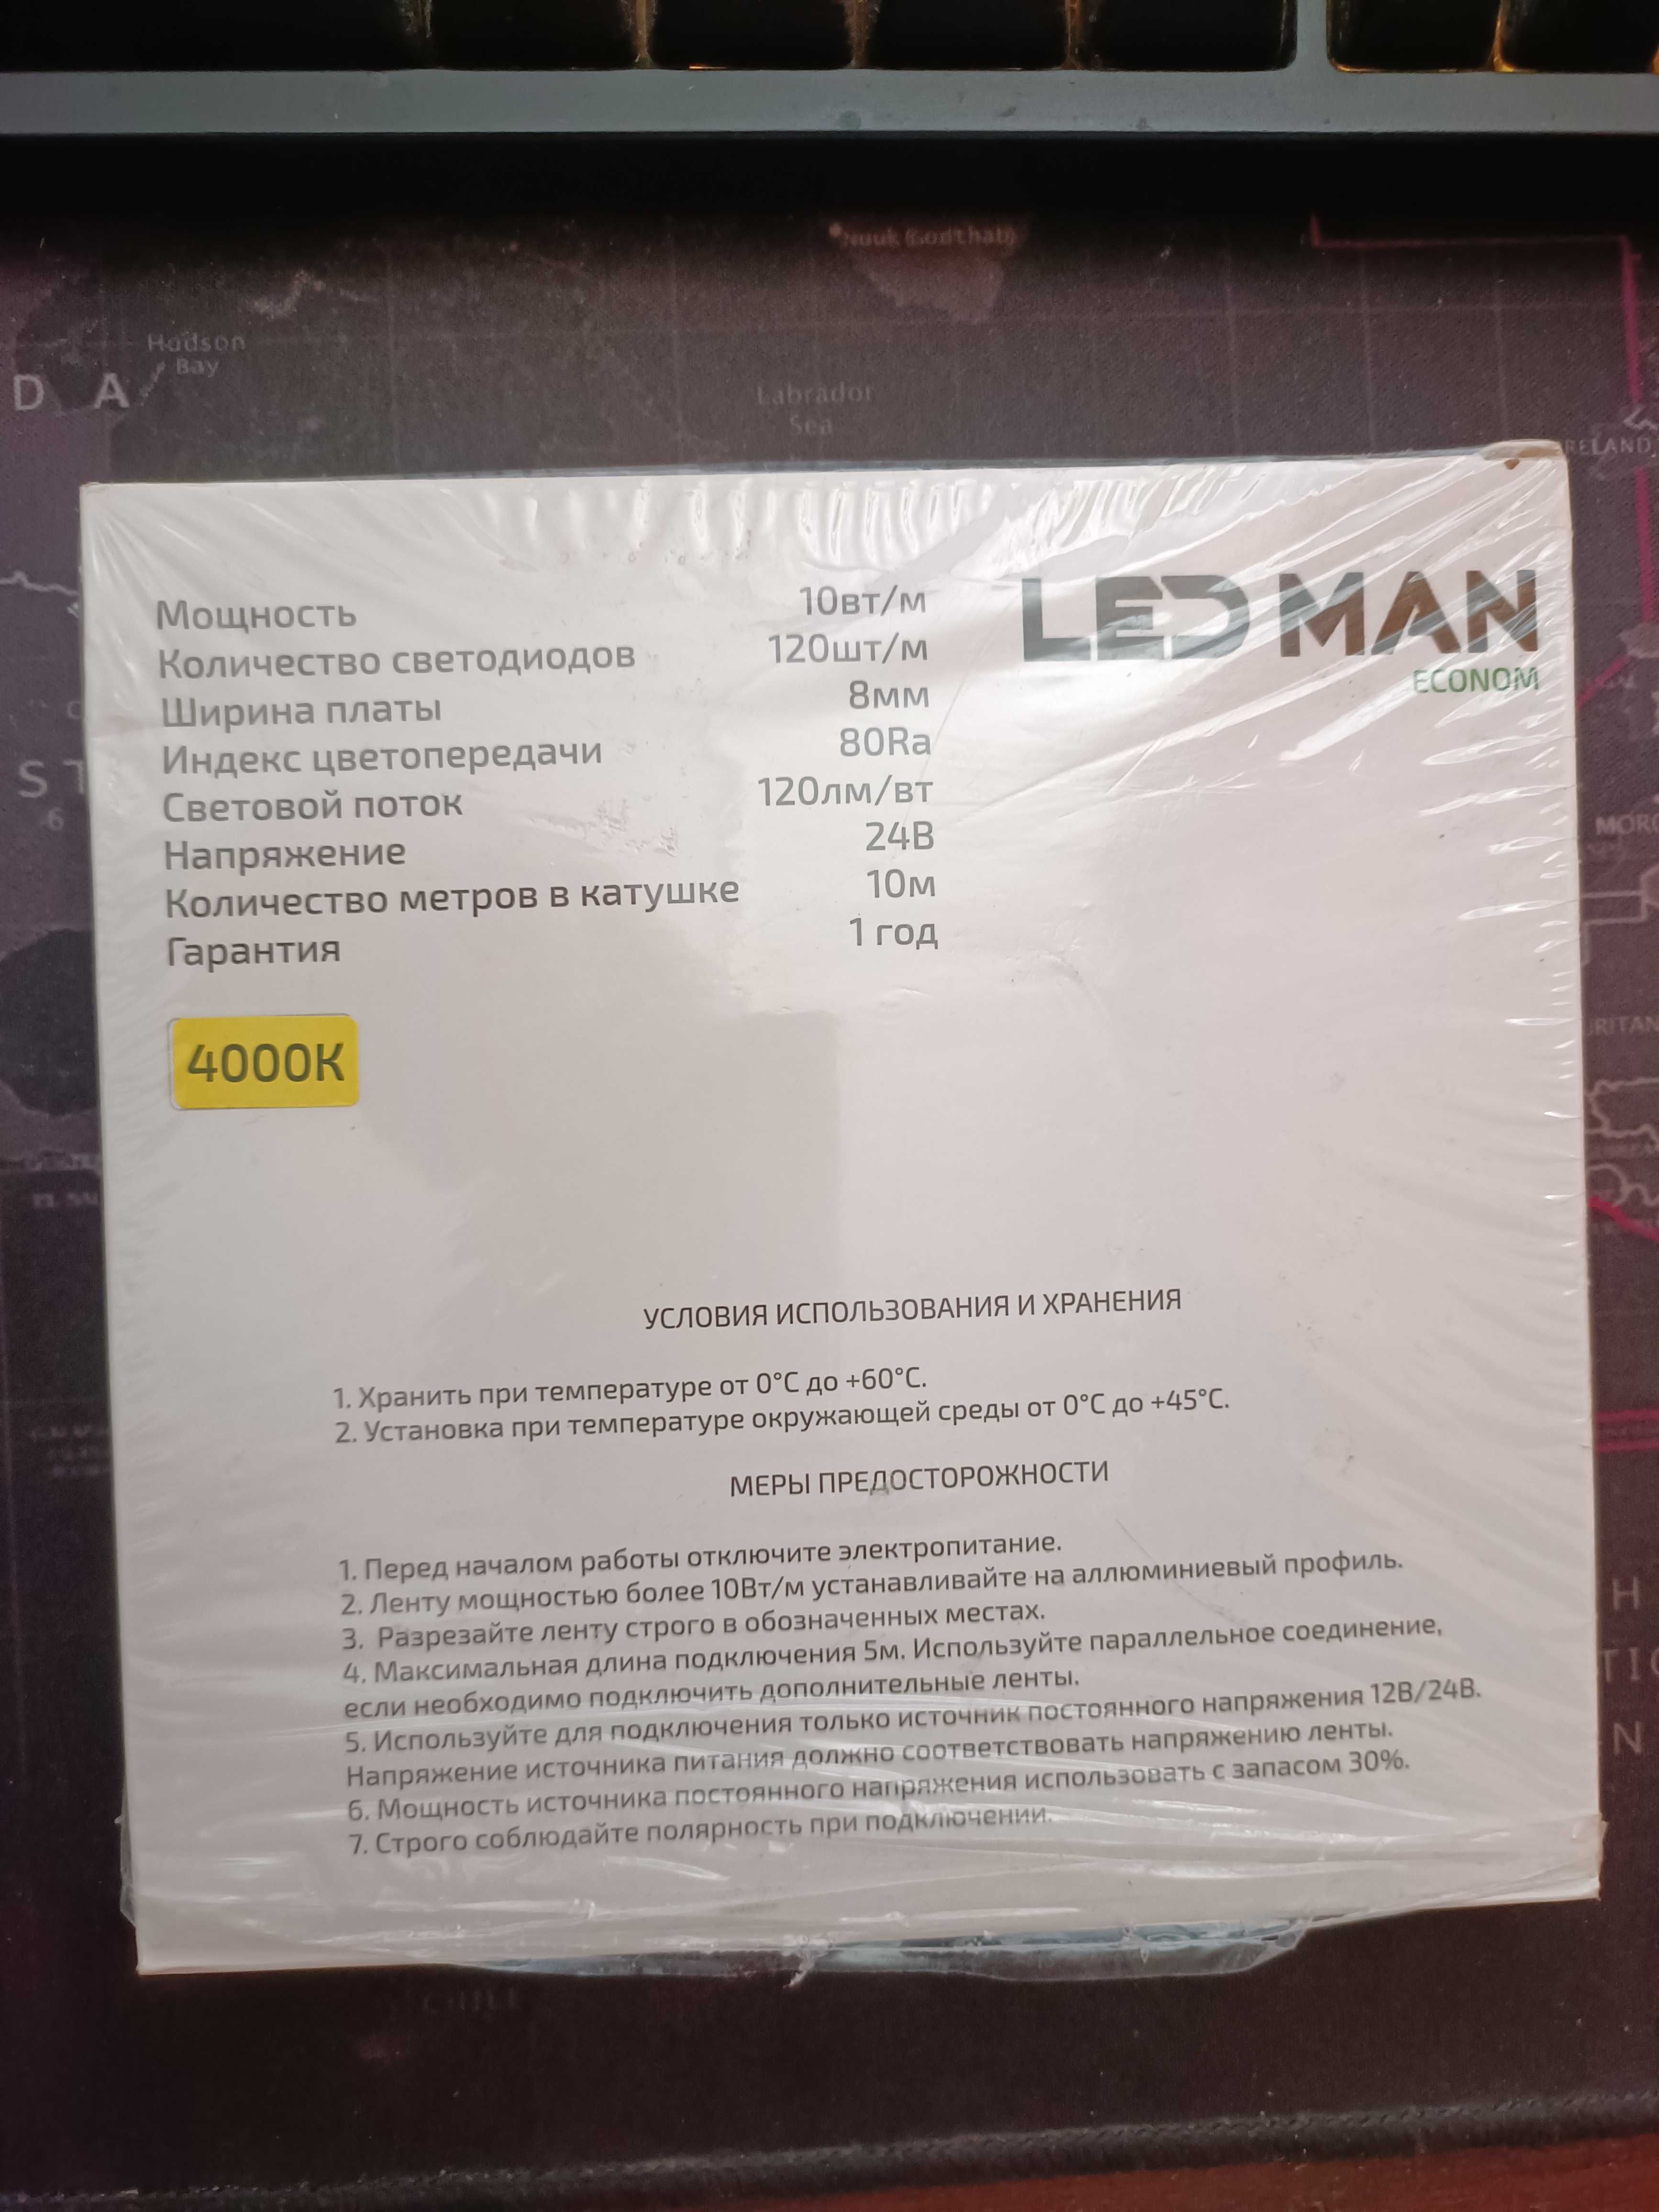 Nuuk (Godthab)
Hudson
Bay
D A
Labrador
Sea
RELAND
LED MAN
ECONOM
Мощность 10вт/м
Количество светодиодов 120шт/м
Ширина платы 8мм
Индекс цветопередачи 80Ra
Световой поток 120лм/вт
Напряжение 24В
Количество метров в катушке 10м
Гарантия 1 год
4000К
УСЛОВИЯ ИСПОЛЬЗОВАНИЯ И ХРАНЕНИЯ
1. Хранить при температуре от 0°С до +60°С.
2. Установка при температуре окружающей среды от 0°С до +45°С.
МЕРЫ ПРЕДОСТОРОЖНОСТИ
1. Перед началом работы отключите электропитание.
2. Ленту мощностью более 10Вт/м устанавливайте на аллюминиевый профиль.
3. Разрезайте ленту строго в обозначенных местах.
4. Максимальная длина подключения 5м. Используйте параллельное соединение,
если необходимо подключить дополнительные ленты.
5. Используйте для подключения только источник постоянного напряжения 12В/24В.
Напряжение источника питания должно соответствовать напряжению ленты.
6. Мощность источника постоянного напряжения использовать с запасом 30%.
7. Строго соблюдайте полярность при подключении.